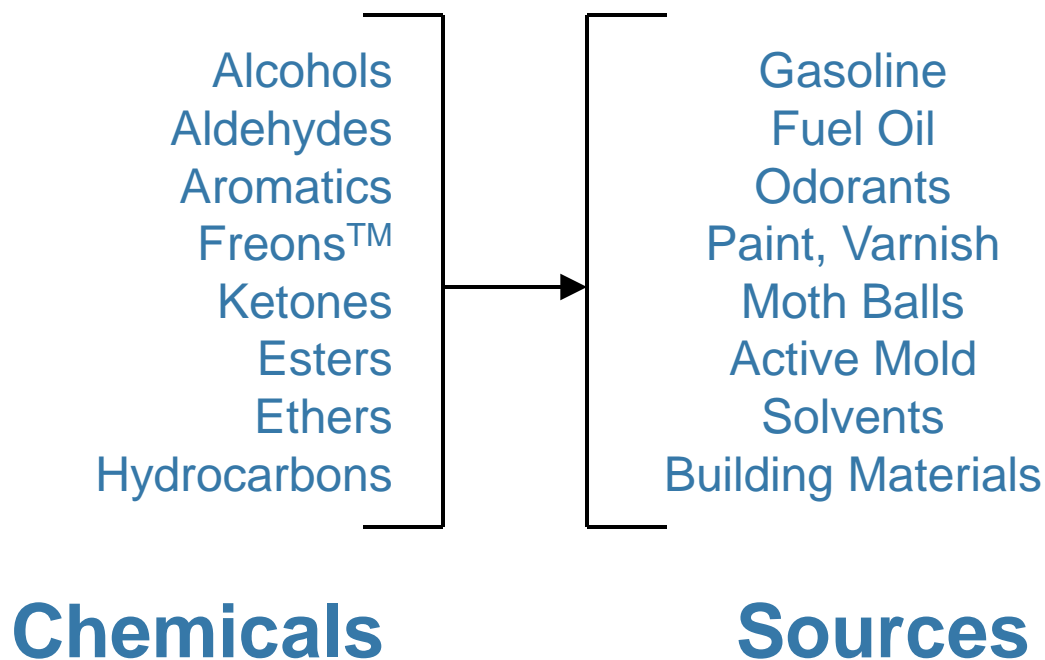 Alcohols
Aldehydes
Aromatics
Freons™
Ketones
Esters
Ethers
Hydrocarbons
Chemicals
Gasoline
Fuel Oil
Odorants
Paint, Varnish
Moth Balls
Active Mold
Solvents
Building Materials
Sources